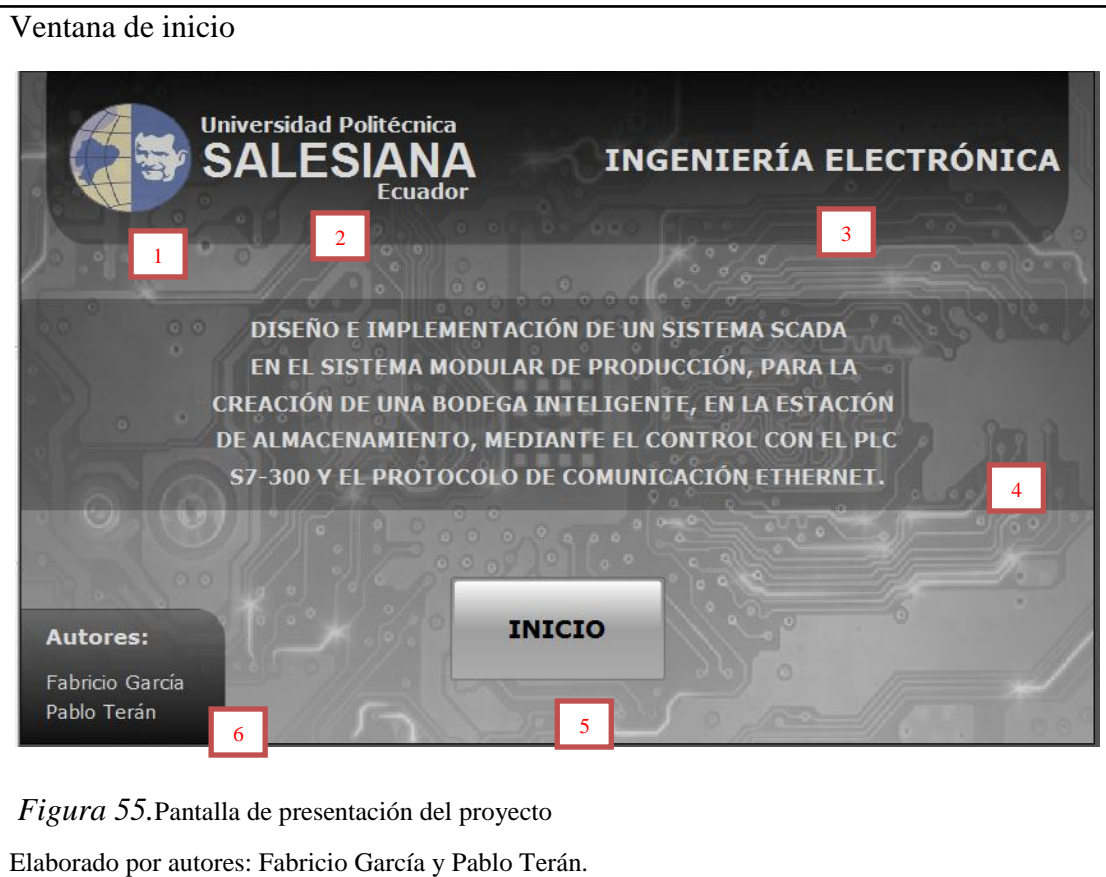 Ventana de inicio
Universidad Politécnica
SALESIANA
Ecuador
INGENIERÍA ELECTRÓNICA
1
2
3
DISEÑO E IMPLEMENTACIÓN DE UN SISTEMA SCADA
EN EL SISTEMA MODULAR DE PRODUCCIÓN, PARA LA
CREACIÓN DE UNA BODEGA INTELIGENTE, EN LA ESTACIÓN
DE ALMACENAMIENTO, MEDIANTE EL CONTROL CON EL PLC
S7-300 Y EL PROTOCOLO DE COMUNICACIÓN ETHERNET.
4
INICIO
5
Autores:
Fabricio García
Pablo Terán
6
Figura 55.Pantalla de presentación del proyecto
Elaborado por autores: Fabricio García y Pablo Terán.